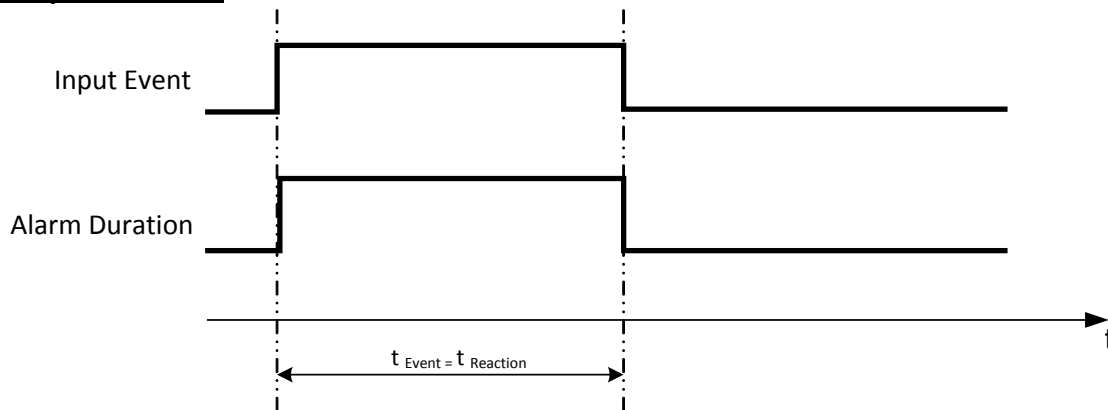 Input Event
Alarm Duration
t
t Event = t Reaction